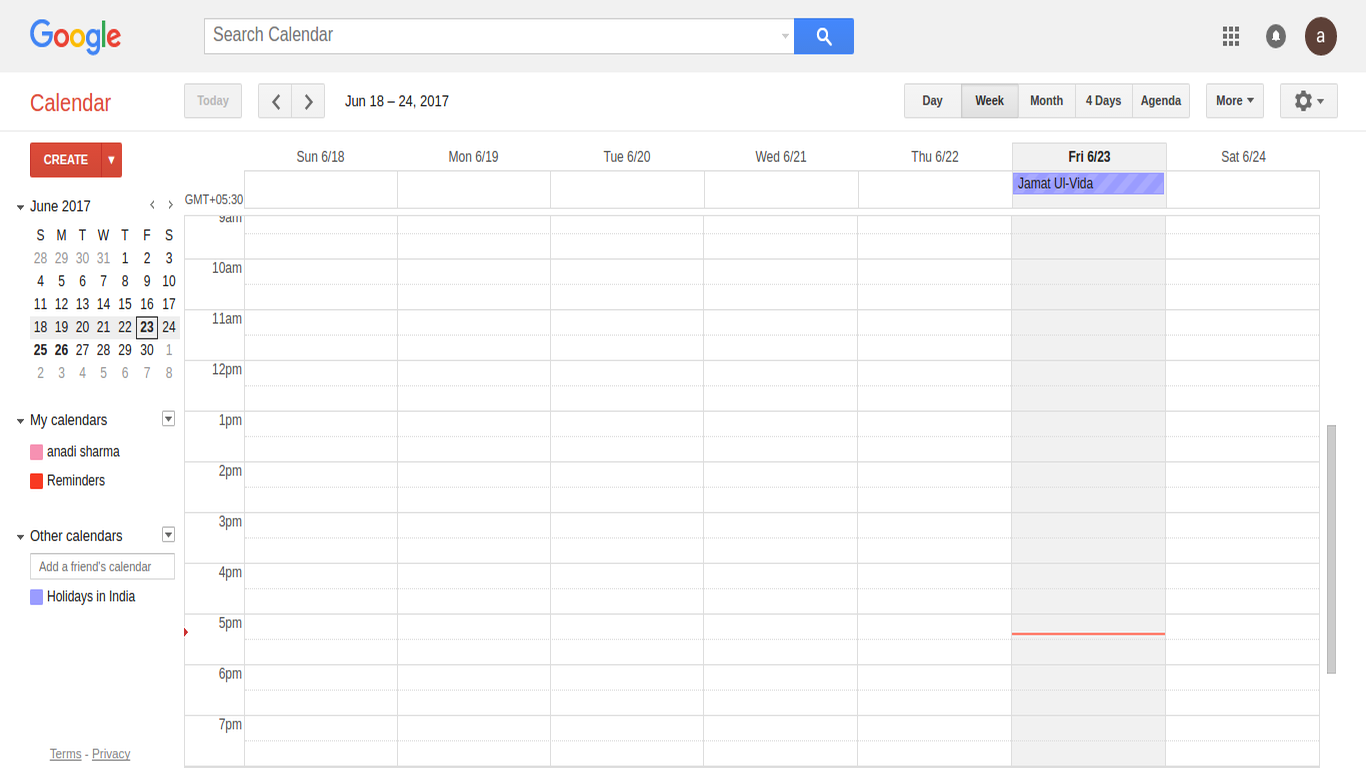 Google
Search Calendar
a
Calendar
Today
Jun 18 – 24, 2017
Day
Week
Month
4 Days
Agenda
More
CREATE
June 2017
S M T W T F S
28 29 30 31 1 2 3
4 5 6 7 8 9 10
11 12 13 14 15 16 17
18 19 20 21 22 23 24
25 26 27 28 29 30 1
2 3 4 5 6 7 8
My calendars
anadi sharma
Reminders
Other calendars
Add a friend's calendar
Holidays in India
Terms - Privacy
Sun 6/18
Mon 6/19
Tue 6/20
Wed 6/21
Thu 6/22
Fri 6/23
Sat 6/24
GMT+05:30
Jamat Ul-Vida
9am
10am
11am
12pm
1pm
2pm
3pm
4pm
5pm
6pm
7pm